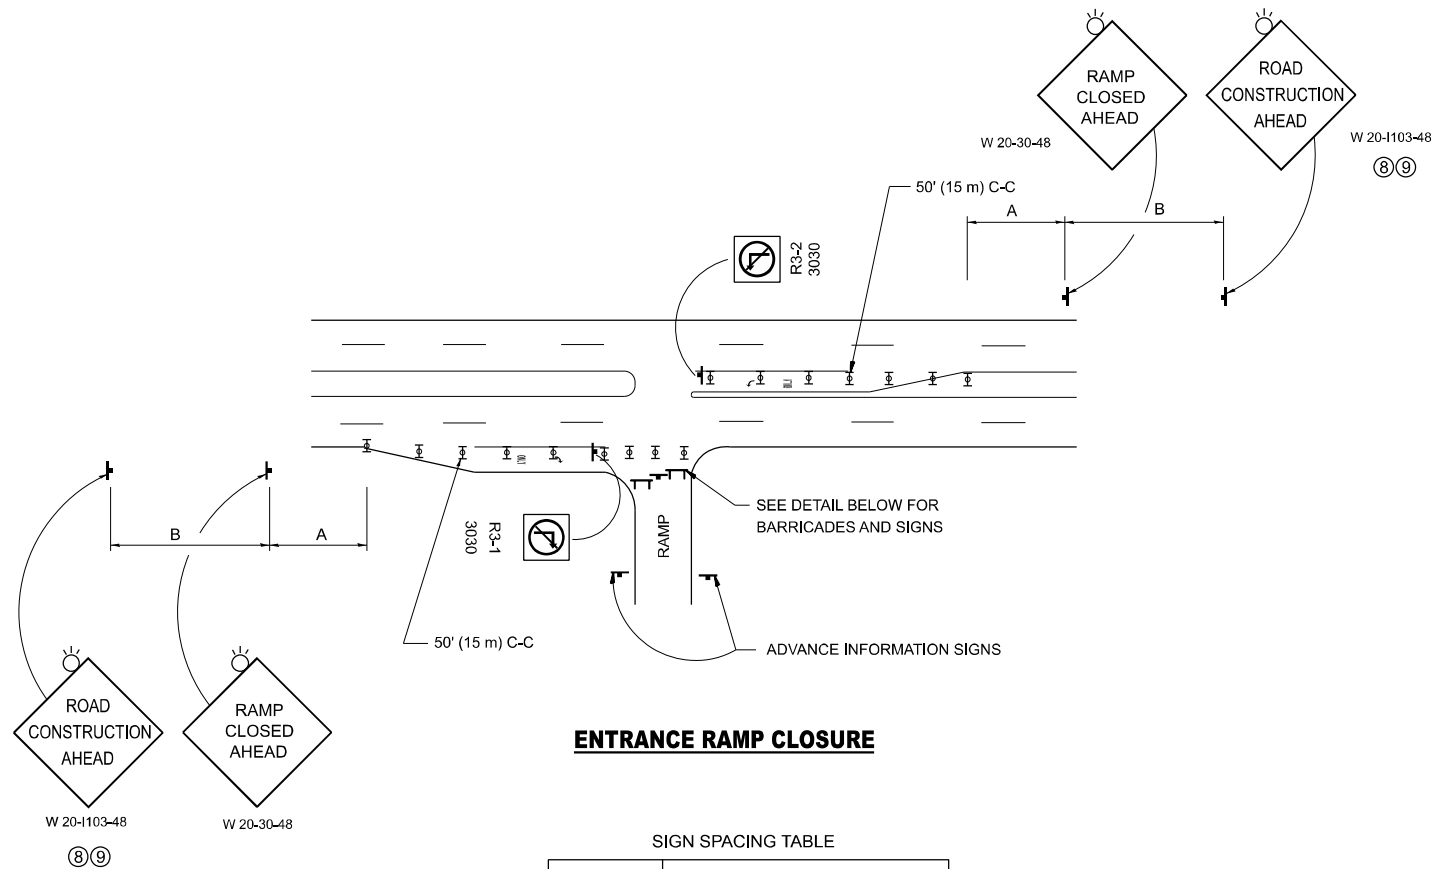 RAMP
CLOSED
AHEAD
W 20-30-48
ROAD
CONSTRUCTION
AHEAD
W 20-I103-48
⑧⑨
50' (15 m) C-C
A
B
R3-2
3030
ONLY
ONLY
SEE DETAIL BELOW FOR
BARRICADES AND SIGNS
RAMP
R3-1
3030
B
A
50' (15 m) C-C
ADVANCE INFORMATION SIGNS
ROAD
CONSTRUCTION
AHEAD
W 20-I103-48
⑧⑨
RAMP
CLOSED
AHEAD
W 20-30-48
ENTRANCE RAMP CLOSURE
SIGN SPACING TABLE